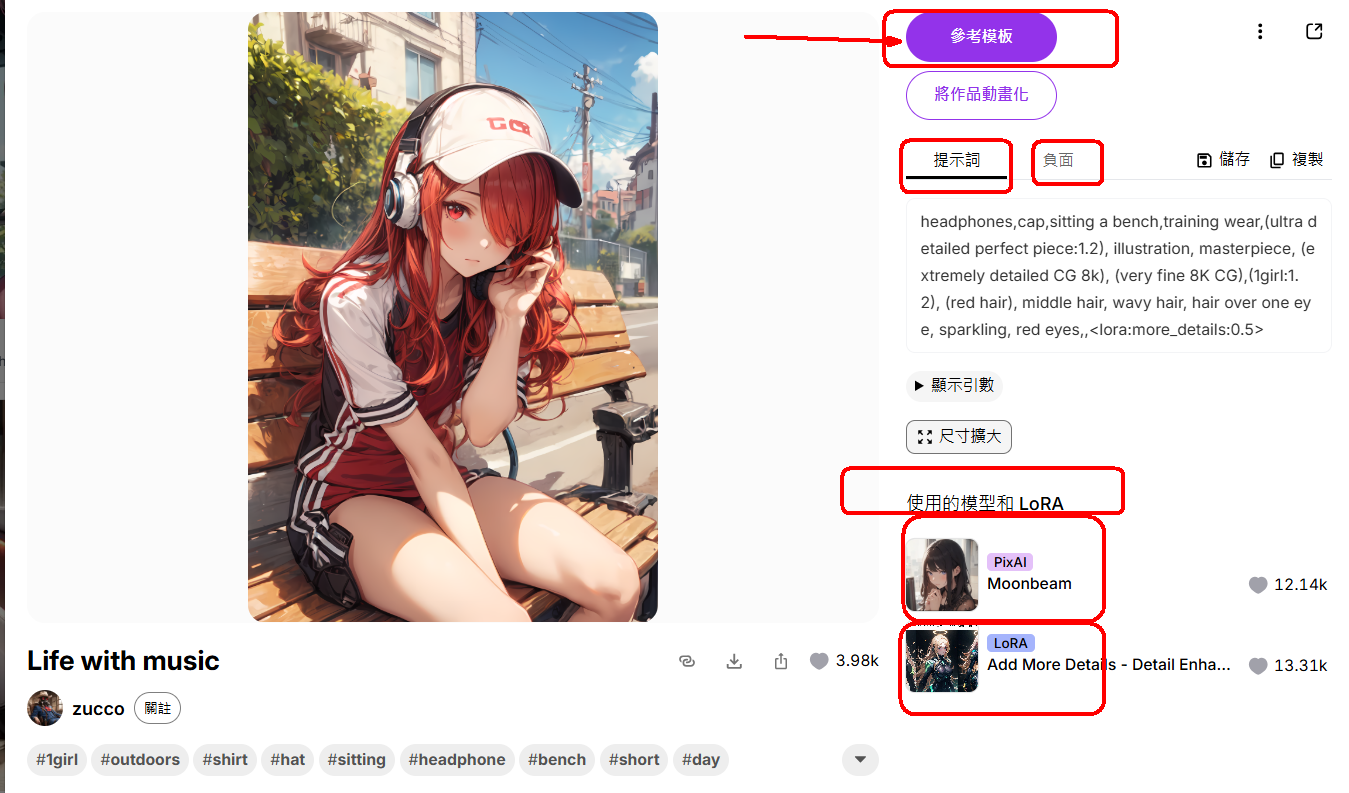 參考模板
將作品動畫化
提示詞
負面
儲存
複製
headphones,cap,sitting a bench,training wear,(ultra d
etailed perfect piece:1.2), illustration, masterpiece, (e
xtremely detailed CG 8k), (very fine 8K CG),(1girl:1.
2), (red hair), middle hair, wavy hair, hair over one ey
e, sparkling, red eyes,,<lora:more_details:0.5>
顯示引數
尺寸擴大
使用的模型和 LoRA
PixAI
Moonbeam
12.14k
LoRA
Add More Details - Detail Enha...
13.31k
Life with music
3.98k
zucco
關註
#1girl
#outdoors
#shirt
#hat
#sitting
#headphone
#bench
#short
#day